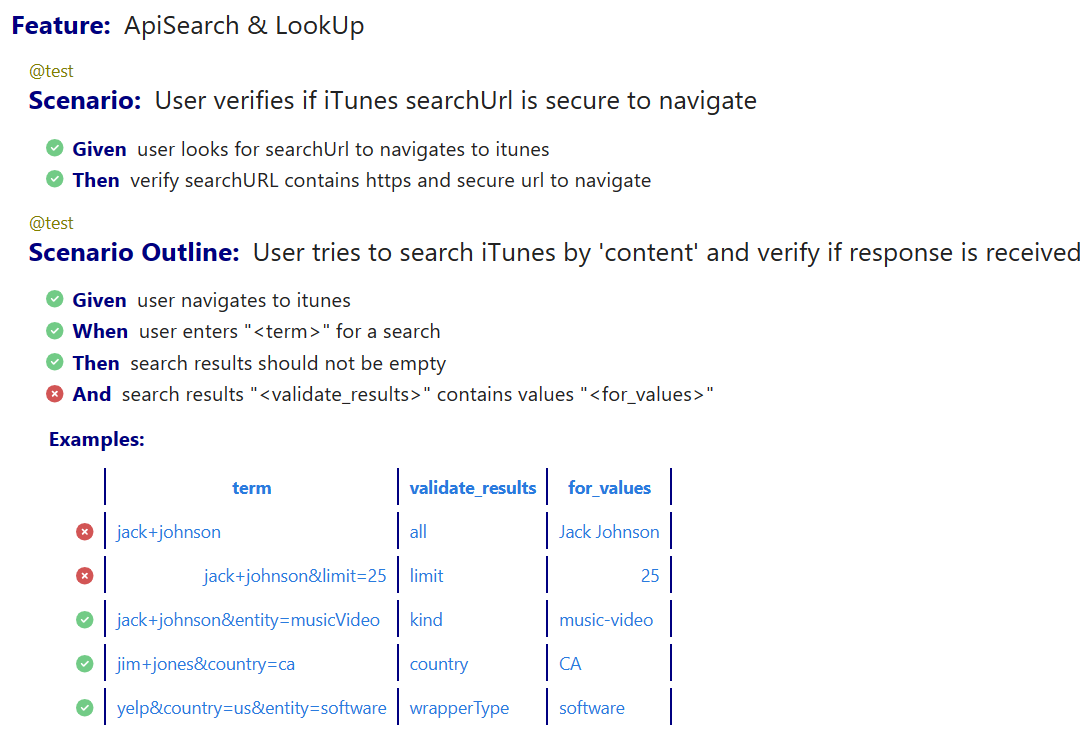 Feature: ApiSearch & LookUp
@test
Scenario: User verifies if iTunes searchUrl is secure to navigate
Given user looks for searchUrl to navigates to itunes
Then verify searchURL contains https and secure url to navigate
@test
Scenario Outline: User tries to search iTunes by 'content' and verify if response is received
Given user navigates to itunes
When user enters "<term>" for a search
Then search results should not be empty
And search results "<validate_results>" contains values "<for_values>"
Examples:
term validate_results for_values
jack+johnson all Jack Johnson
jack+johnson&limit=25 limit 25
jack+johnson&entity=musicVideo kind music-video
jim+jones&country=ca country CA
yelp&country=us&entity=software wrapperType software